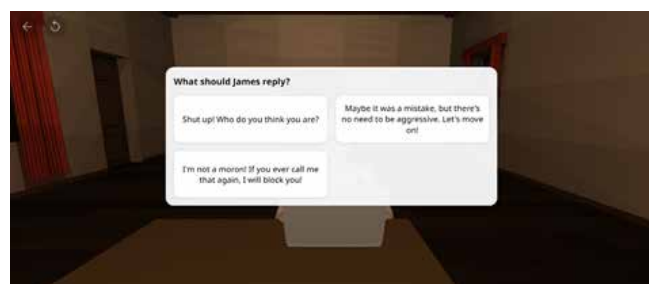 What should James reply?
Shut up! Who do you think you are?
Maybe it was a mistake, but there's
no need to be aggressive. Let's move
on!
I'm not a moron! If you ever call me
that again, I will block you!